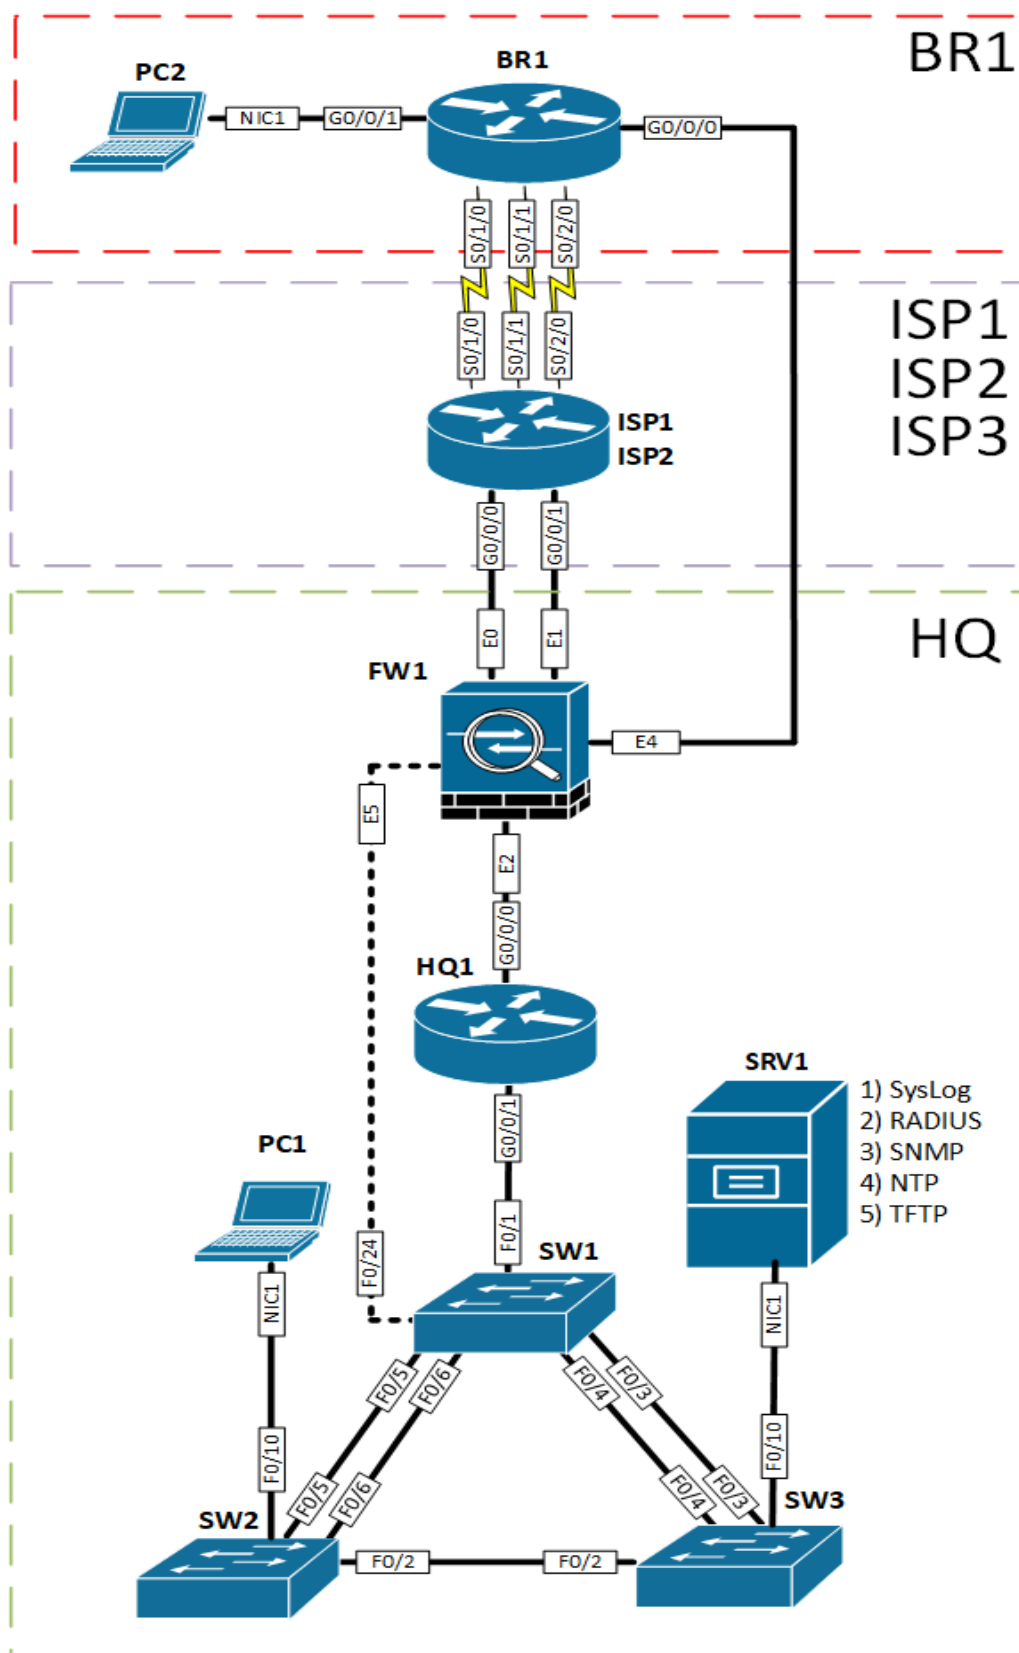 BR1
BR1
PC2
NIC1
G0/0/1
G0/0/0
S0/1/0
S0/1/1
S0/2/0
ISP1
ISP2
ISP3
S0/1/0
S0/1/1
S0/2/0
ISP1
ISP2
G0/0/0
G0/0/1
HQ
E0
E1
FW1
E4
E5
E2
G0/0/0
HQ1
SRV1
1) SysLog
2) RADIUS
3) SNMP
4) NTP
5) TFTP
G0/0/1
PC1
F0/1
F0/24
SW1
NIC1
NIC1
F0/5
F0/6
F0/4
F0/3
F0/10
F0/10
F0/5
F0/6
F0/4
F0/3
SW3
SW2
F0/2
F0/2